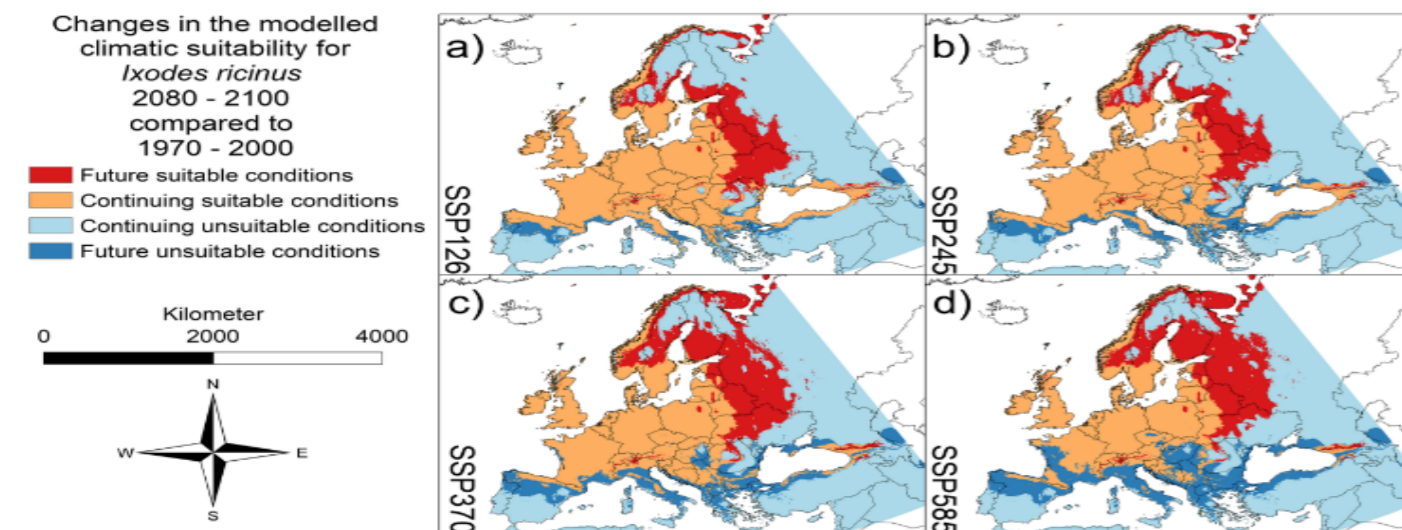 Changes in the modelled
climatic suitability for
Ixodes ricinus
2080 - 2100
compared to
1970 - 2000
Future suitable conditions
Continuing suitable conditions
Continuing unsuitable conditions
Future unsuitable conditions
Kilometer
0 2000 4000
N
W E
S
a)
SSP126
b)
SSP245
c)
SSP370
d)
SSP585